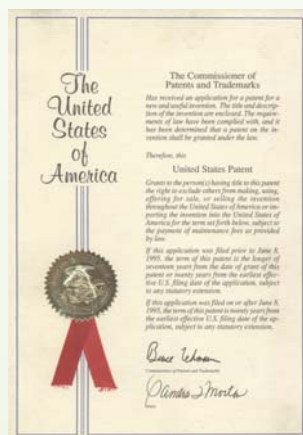 The
United
States
of
America
The Commissioner of
Patents and Trademarks
Has received an application for a patent for a
new and useful invention. The title and descrip-
tion of the invention are enclosed. The require-
ments of law have been complied with, and it
has been determined that a patent on the in-
vention shall be granted under the law.
Therefore, this
United States Patent
Grants to the person(s) having title to this patent
the right to exclude others from making, using,
offering for sale, or selling the invention
throughout the United States of America or im-
porting the invention into the United States of
America for the term set forth below, subject to
the payment of maintenance fees as provided
by law.
If this application was filed prior to June 8,
1995, the term of this patent is the longer of
seventeen years from the date of grant of this
patent or twenty years from the earliest effec-
tive U.S. filing date of the application, subject
to any statutory extension.
If this application was filed on or after June 8,
1995, the term of this patent is twenty years from
the earliest effective U.S. filing date of the ap-
plication, subject to any statutory extension.
Bruce Lehman
Commissioner of Patents and Trademarks